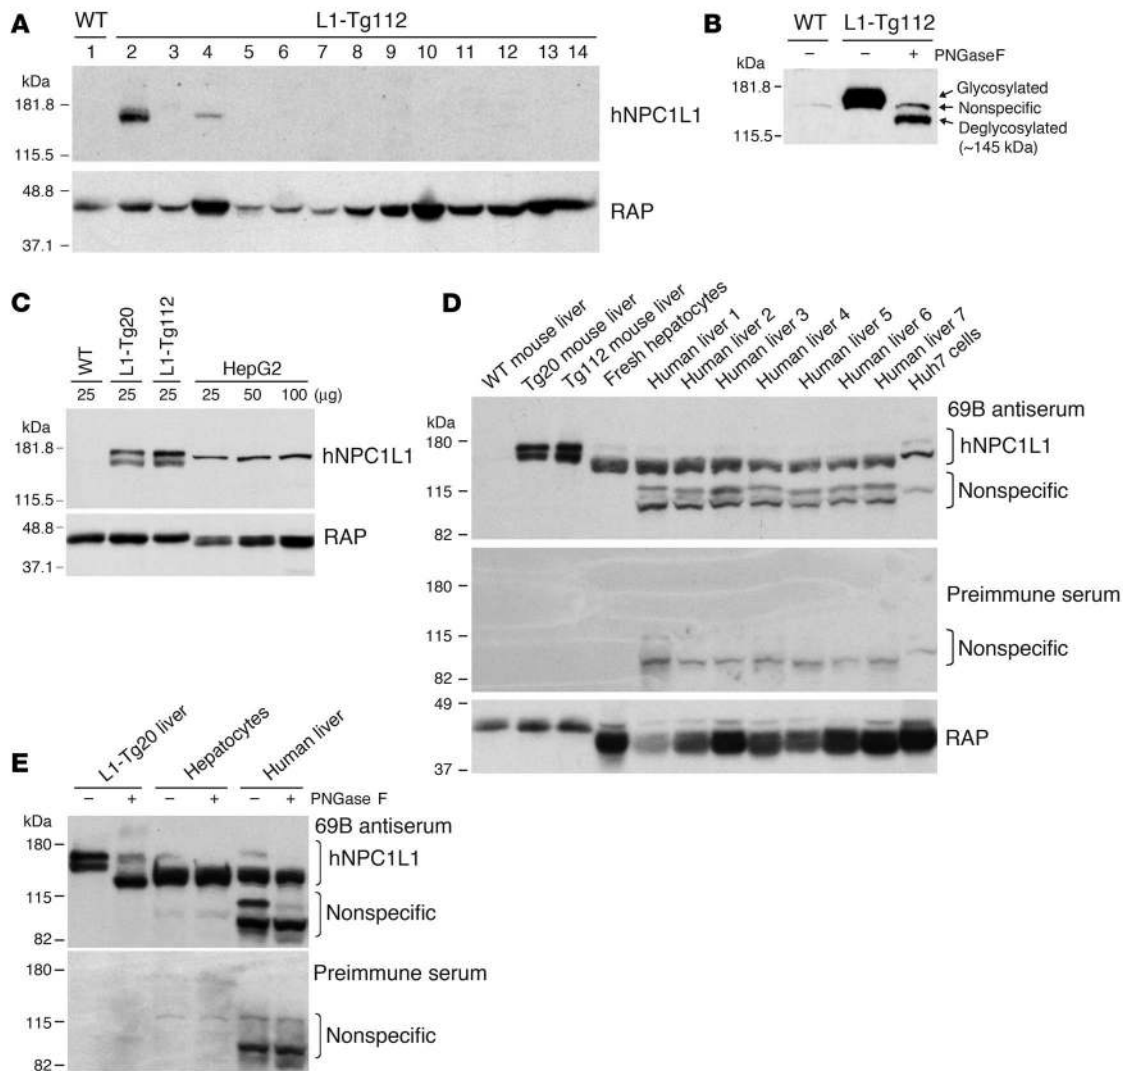 A
WT
L1-Tg112
1 2 3 4 5 6 7 8 9 10 11 12 13 14
kDa
181.8
hNPC1L1
115.5
48.8
RAP
37.1
B
WT
L1-Tg112
– – + PNGaseF
kDa
181.8
Glycosylated
Nonspecific
Deglycosylated
115.5
(~145 kDa)
C
WT
L1-Tg20
L1-Tg112
HepG2
25 25 25 25 50 100 (µg)
kDa
181.8
hNPC1L1
115.5
48.8
RAP
37.1
D
WT mouse liver
Tg20 mouse liver
Tg112 mouse liver
Fresh hepatocytes
Human liver 1
Human liver 2
Human liver 3
Human liver 4
Human liver 5
Human liver 6
Human liver 7
Huh7 cells
kDa
69B antiserum
180
hNPC1L1
115
Nonspecific
82
180
Preimmune serum
115
Nonspecific
82
49
RAP
37
E
L1-Tg20 liver
Hepatocytes
Human liver
– + – + – + PNGase F
kDa
69B antiserum
180
hNPC1L1
115
Nonspecific
82
180
Preimmune serum
115
Nonspecific
82